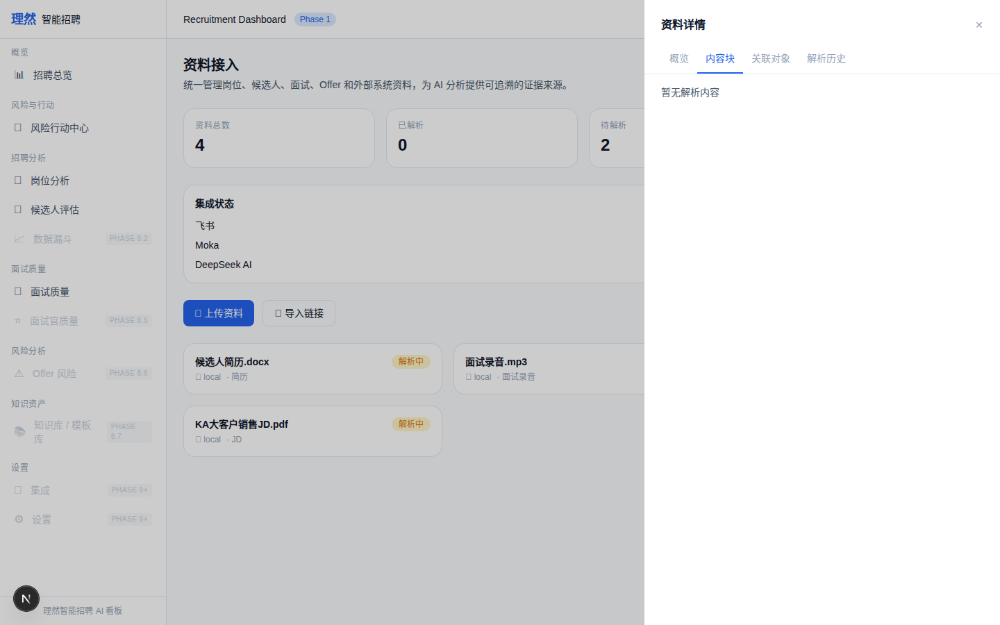 理然 智能招聘
概览
招聘总览
风险与行动
风险行动中心
招聘分析
岗位分析
候选人评估
数据漏斗 PHASE 8.2
面试质量
面试质量
面试官质量 PHASE 8.5
风险分析
Offer 风险 PHASE 8.6
知识资产
知识库 / 模板
库 PHASE
8.7
设置
集成 PHASE 9+
设置 PHASE 9+
理然智能招聘 AI 看板
Recruitment Dashboard Phase 1
资料接入
统一管理岗位、候选人、面试、Offer 和外部系统资料，为 AI 分析提供可追溯的证据来源。
资料总数
4
已解析
0
待解析
2
集成状态
飞书
Moka
DeepSeek AI
上传资料 导入链接
候选人简历.docx 解析中
local · 简历
面试录音.mp3
local · 面试录音
KA大客户销售JD.pdf 解析中
local · JD
资料详情 ×
概览 内容块 关联对象 解析历史
暂无解析内容